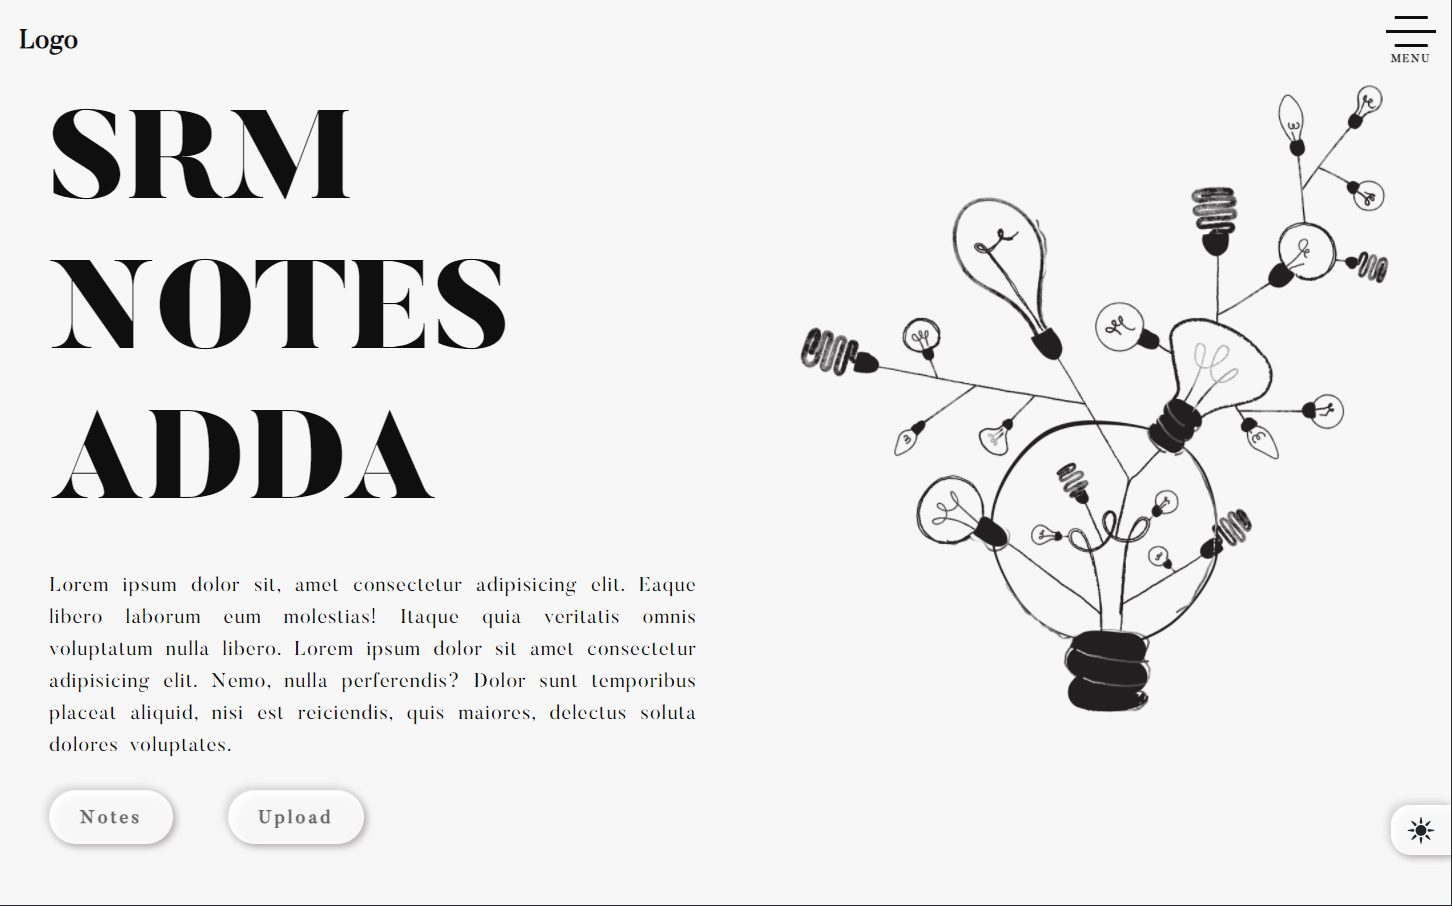 Logo
MENU
SRM
NOTES
ADDA
Lorem ipsum dolor sit, amet consectetur adipisicing elit. Eaque
libero laborum eum molestias! Itaque quia veritatis omnis
voluptatum nulla libero. Lorem ipsum dolor sit amet consectetur
adipisicing elit. Nemo, nulla perferendis? Dolor sunt temporibus
placeat aliquid, nisi est reiciendis, quis maiores, delectus soluta
dolores voluptates.
Notes
Upload